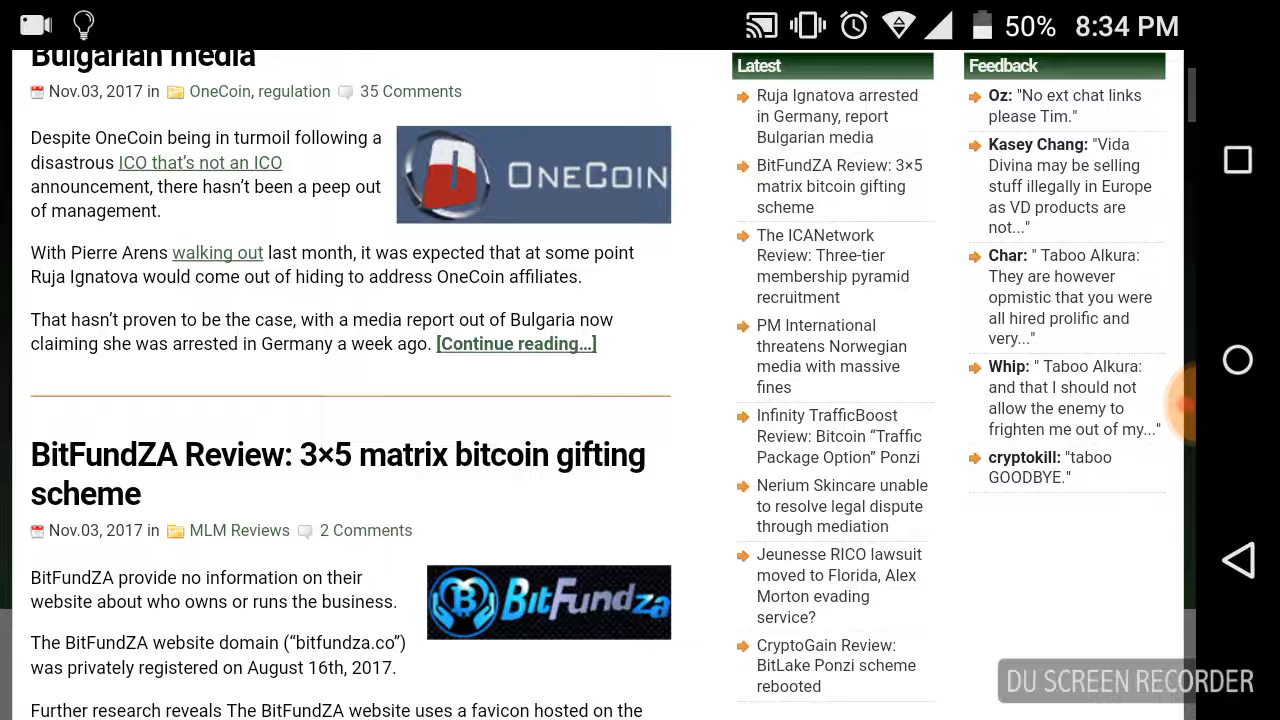 50% 8:34 PM
Bulgarian media
Nov.03, 2017 in OneCoin, regulation 35 Comments
Despite OneCoin being in turmoil following a
disastrous ICO that's not an ICO
announcement, there hasn't been a peep out
of management.
ONECOIN
With Pierre Arens walking out last month, it was expected that at some point
Ruja Ignatova would come out of hiding to address OneCoin affiliates.
That hasn't proven to be the case, with a media report out of Bulgaria now
claiming she was arrested in Germany a week ago. [Continue reading...]
BitFundZA Review: 3×5 matrix bitcoin gifting
scheme
Nov.03, 2017 in MLM Reviews 2 Comments
BitFundZA provide no information on their
website about who owns or runs the business.
BitFundza
The BitFundZA website domain (“bitfundza.co”)
was privately registered on August 16th, 2017.
Further research reveals The BitFundZA website uses a favicon hosted on the
Latest
Ruja Ignatova arrested
in Germany, report
Bulgarian media
BitFundZA Review: 3×5
matrix bitcoin gifting
scheme
The ICANetwork
Review: Three-tier
membership pyramid
recruitment
PM International
threatens Norwegian
media with massive
fines
Infinity TrafficBoost
Review: Bitcoin “Traffic
Package Option” Ponzi
Nerium Skincare unable
to resolve legal dispute
through mediation
Jeunesse RICO lawsuit
moved to Florida, Alex
Morton evading
service?
CryptoGain Review:
BitLake Ponzi scheme
rebooted
Feedback
Oz: "No ext chat links
please Tim."
Kasey Chang: "Vida
Divina may be selling
stuff illegally in Europe
as VD products are
not..."
Char: " Taboo Alkura:
They are however
opmistic that you were
all hired prolific and
very..."
Whip: " Taboo Alkura:
and that I should not
allow the enemy to
frighten me out of my..."
cryptokill: "taboo
GOODBYE."
DU SCREEN RECORDER